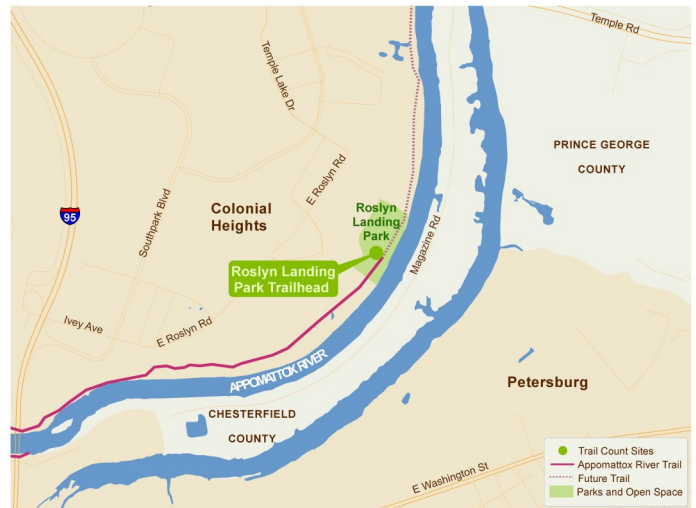 Temple Rd
Temple Lake Dr
PRINCE GEORGE
COUNTY
E Roslyn Rd
Southpark Blvd
95
Colonial
Heights
Roslyn
Landing
Park
Magazine Rd
Roslyn Landing
Park Trailhead
Ivey Ave
E Roslyn Rd
APPOMATTOX RIVER
Petersburg
CHESTERFIELD
COUNTY
E Washington St
Trail Count Sites
Appomattox River Trail
Future Trail
Parks and Open Space